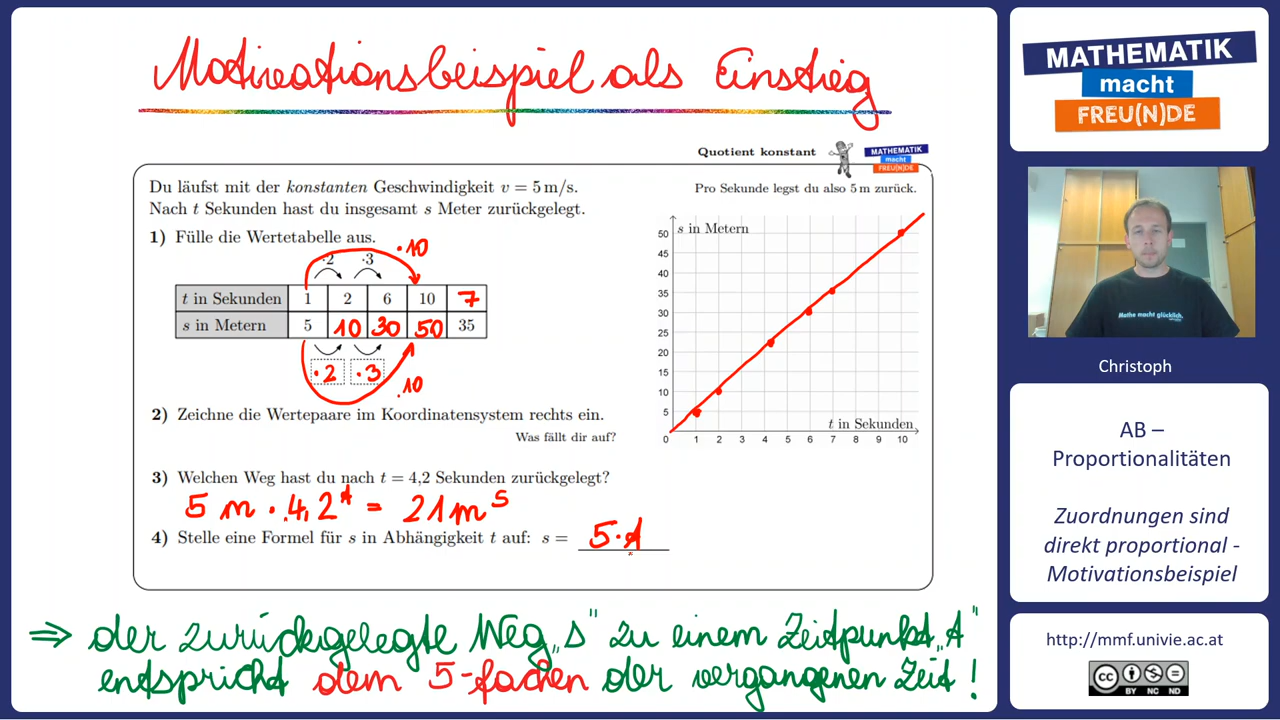 Motivationsbeispiel als Einstieg
Quotient konstant
MATHEMATIK
macht
FREU(N)DE
Du läufst mit der konstanten Geschwindigkeit v = 5 m/s.
Nach t Sekunden hast du insgesamt s Meter zurückgelegt.
Pro Sekunde legst du also 5 m zurück.
1) Fülle die Wertetabelle aus.
·10
·2 ·3
t in Sekunden 1 2 6 10 7
s in Metern 5 10 30 50 35
·2 ·3
·10
s in Metern
50
45
40
35
30
25
20
15
10
5
t in Sekunden
0 1 2 3 4 5 6 7 8 9 10
2) Zeichne die Wertepaare im Koordinatensystem rechts ein.
Was fällt dir auf?
3) Welchen Weg hast du nach t = 4,2 Sekunden zurückgelegt?
5 m · 4,2 t = 21 m s
4) Stelle eine Formel für s in Abhängigkeit t auf: s = 5·t
⇒ der zurückgelegte Weg „s" zu einem Zeitpunkt „t"
entspricht dem 5-fachen der vergangenen Zeit!
MATHEMATIK
macht
FREU(N)DE
Mathe macht glücklich.
Christoph
AB –
Proportionalitäten
Zuordnungen sind
direkt proportional -
Motivationsbeispiel
http://mmf.univie.ac.at
cc
BY NC ND